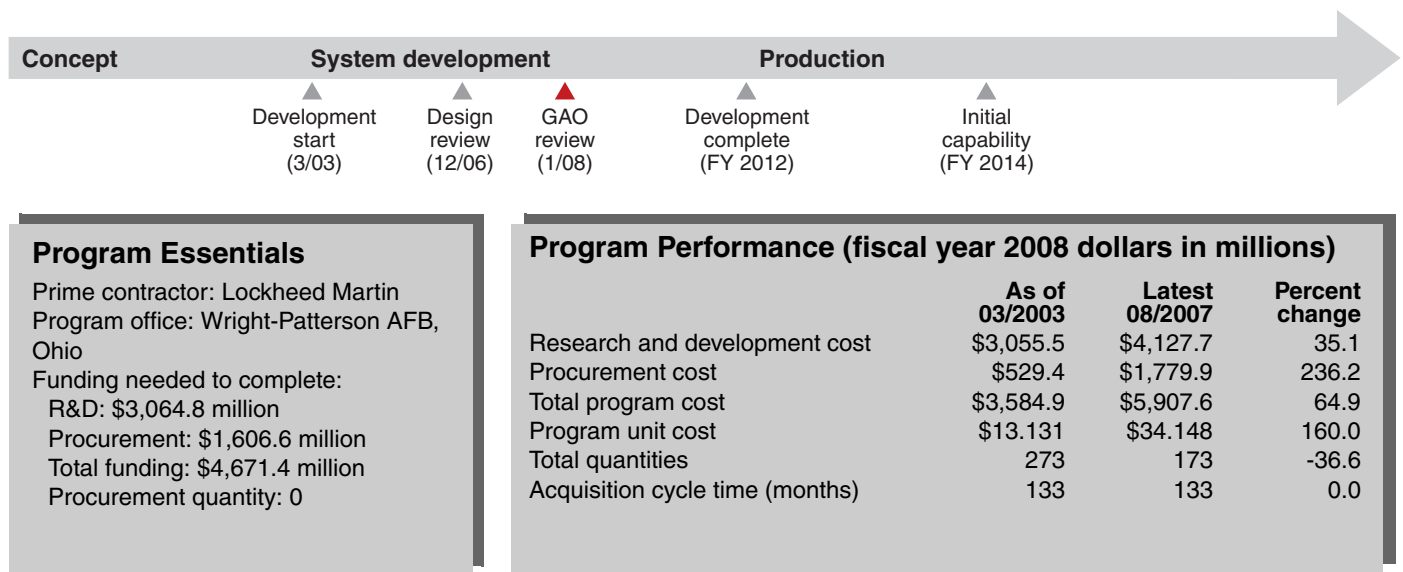 Concept System development Production
Development start (3/03)
Design review (12/06)
GAO review (1/08)
Development complete (FY 2012)
Initial capability (FY 2014)
Program Essentials
Prime contractor: Lockheed Martin
Program office: Wright-Patterson AFB,
Ohio
Funding needed to complete:
R&D: $3,064.8 million
Procurement: $1,606.6 million
Total funding: $4,671.4 million
Procurement quantity: 0
Program Performance (fiscal year 2008 dollars in millions)
As of 03/2003 Latest 08/2007 Percent change
Research and development cost $3,055.5 $4,127.7 35.1
Procurement cost $529.4 $1,779.9 236.2
Total program cost $3,584.9 $5,907.6 64.9
Program unit cost $13.131 $34.148 160.0
Total quantities 273 173 -36.6
Acquisition cycle time (months) 133 133 0.0